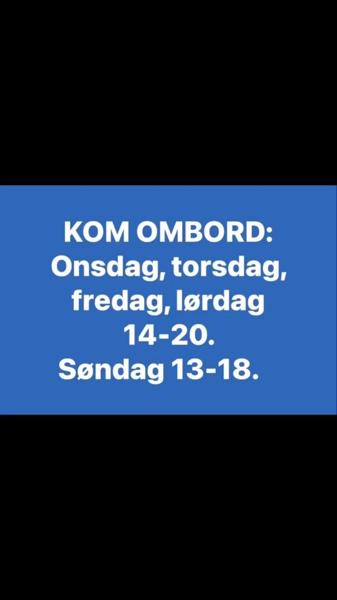 KOM OMBORD:
Onsdag, torsdag,
fredag, lørdag
14-20.
Søndag 13-18.